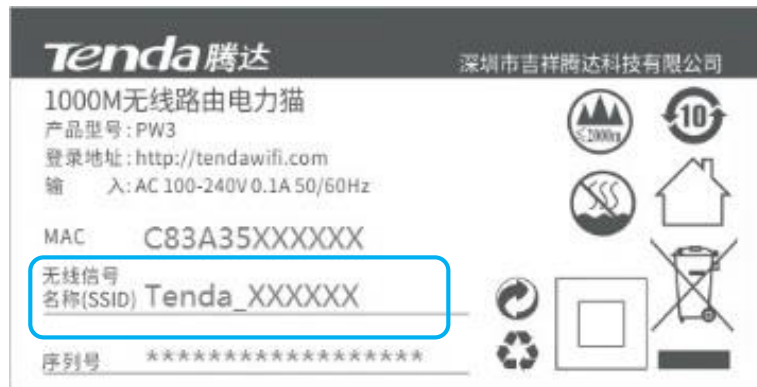 Tenda腾达
深圳市吉祥腾达科技有限公司
1000M无线路由电力猫
产品型号:PW3
登录地址:http://tendawifi.com
输 入:AC 100-240V 0.1A 50/60Hz
≤2000m
10
MAC C83A35XXXXXX
无线信号
名称(SSID) Tenda_XXXXXX
序列号 ******************